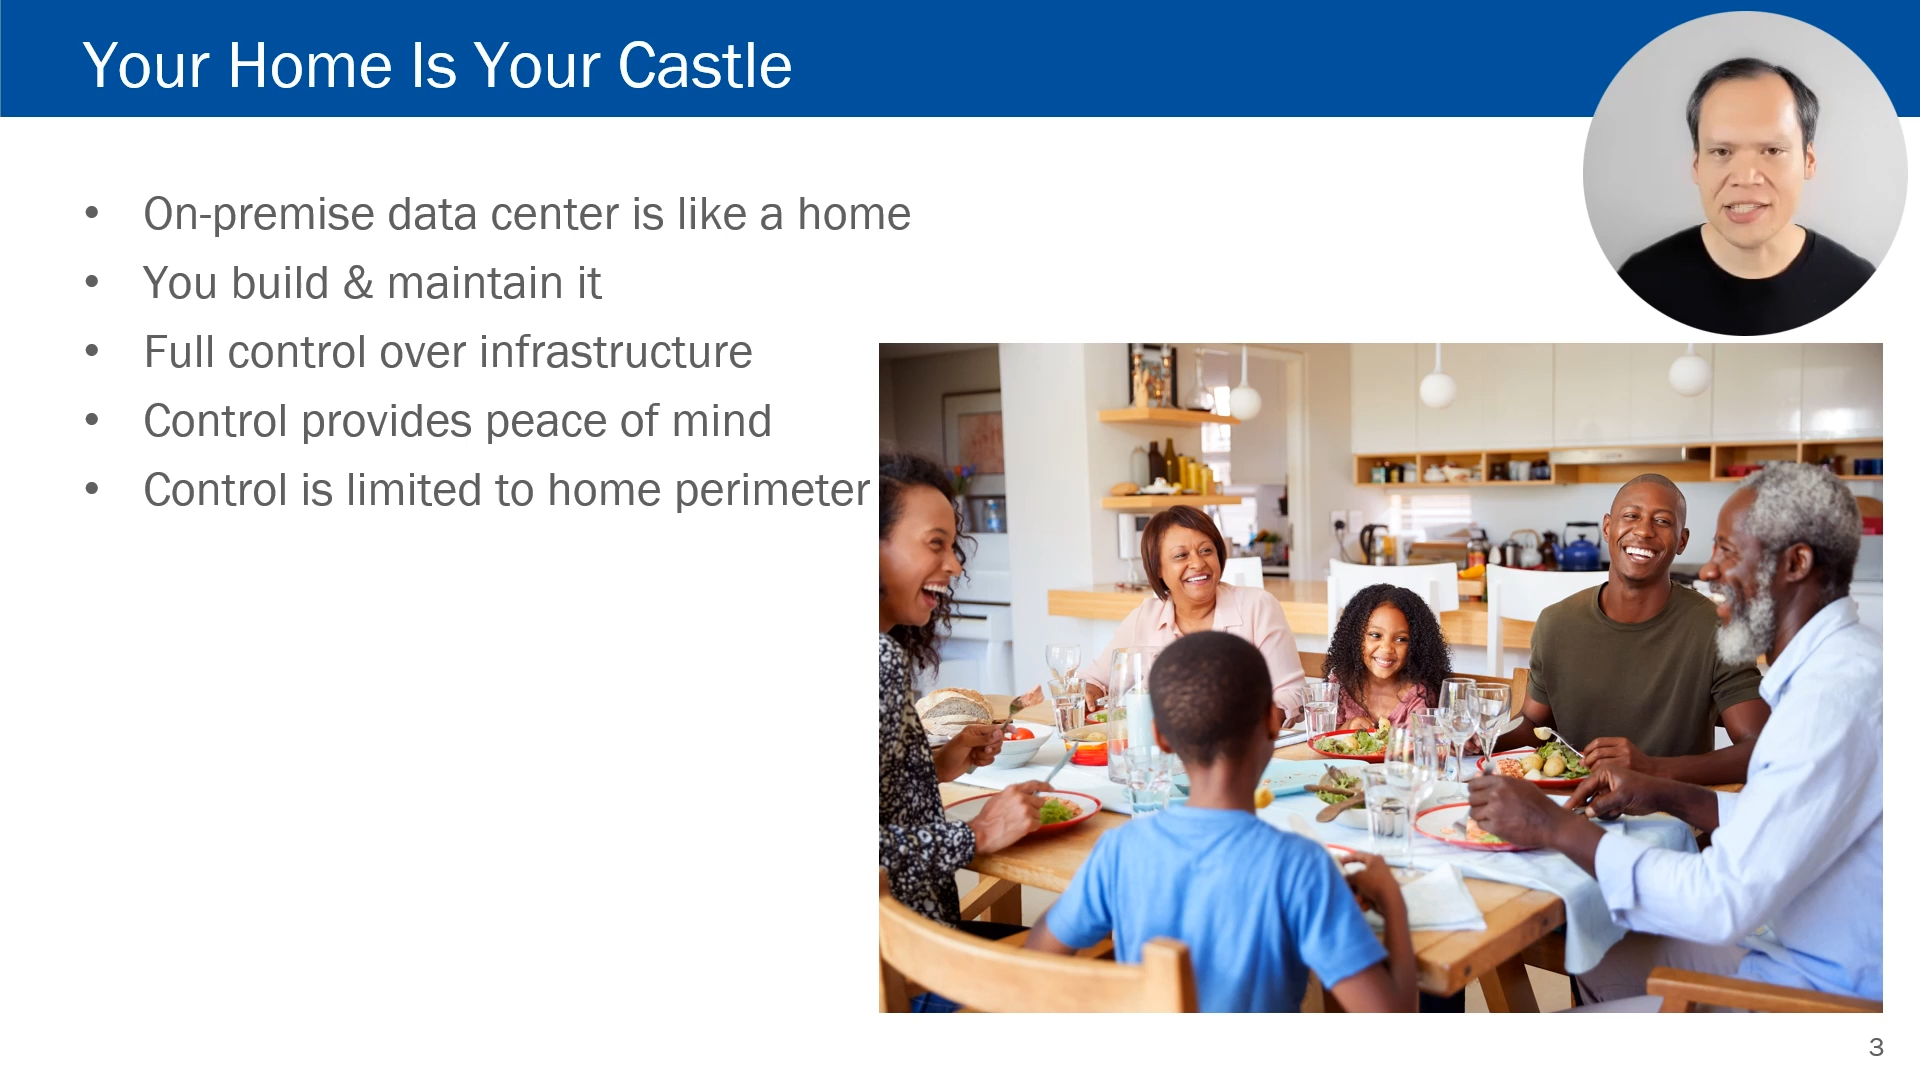 Your Home Is Your Castle
• On-premise data center is like a home
• You build & maintain it
• Full control over infrastructure
• Control provides peace of mind
• Control is limited to home perimeter
3